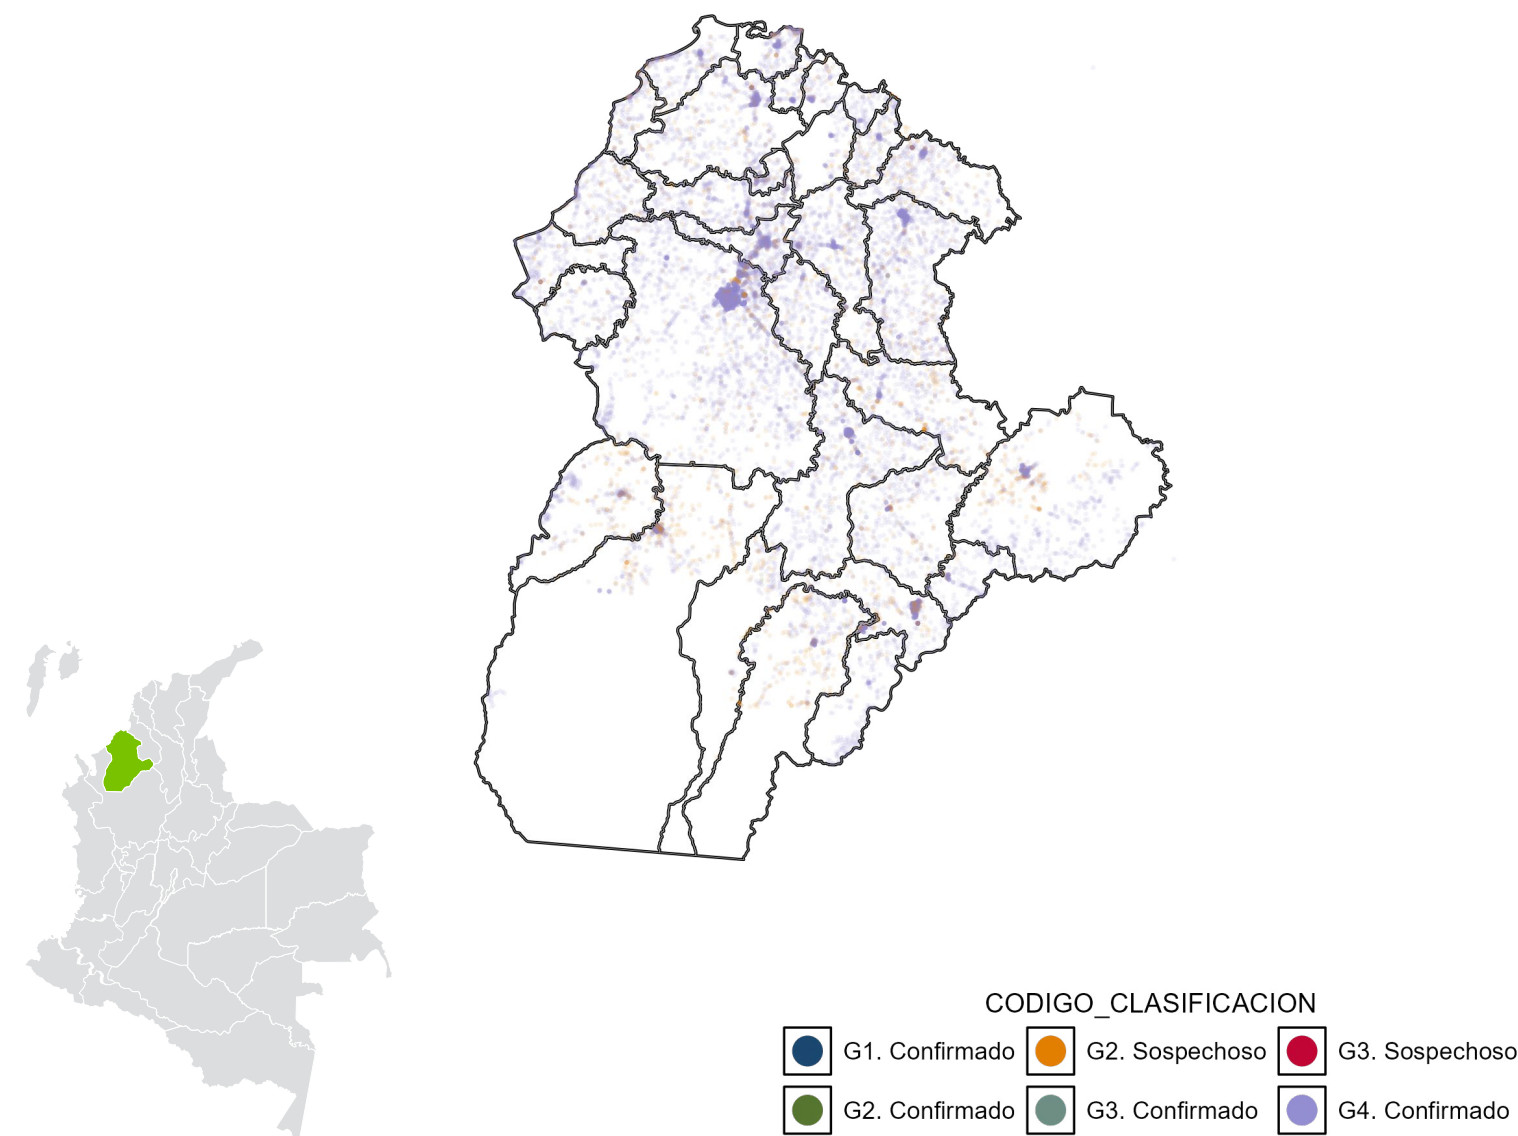 CODIGO_CLASIFICACION
G1. Confirmado G2. Sospechoso G3. Sospechoso
G2. Confirmado G3. Confirmado G4. Confirmado